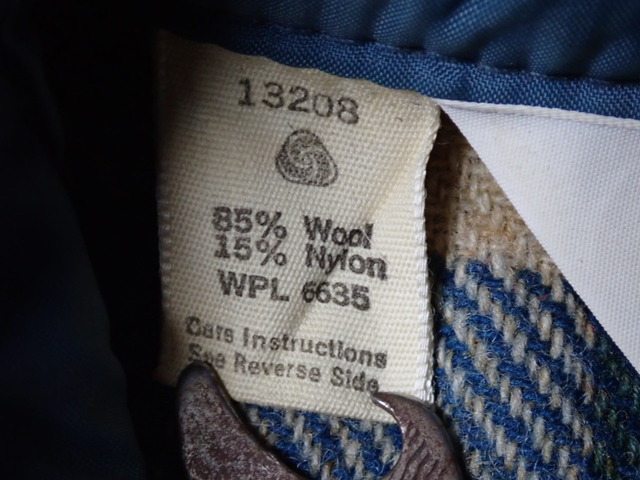 13208
85% Wool
15% Nylon
WPL 6635
Care Instructions
See Reverse Side